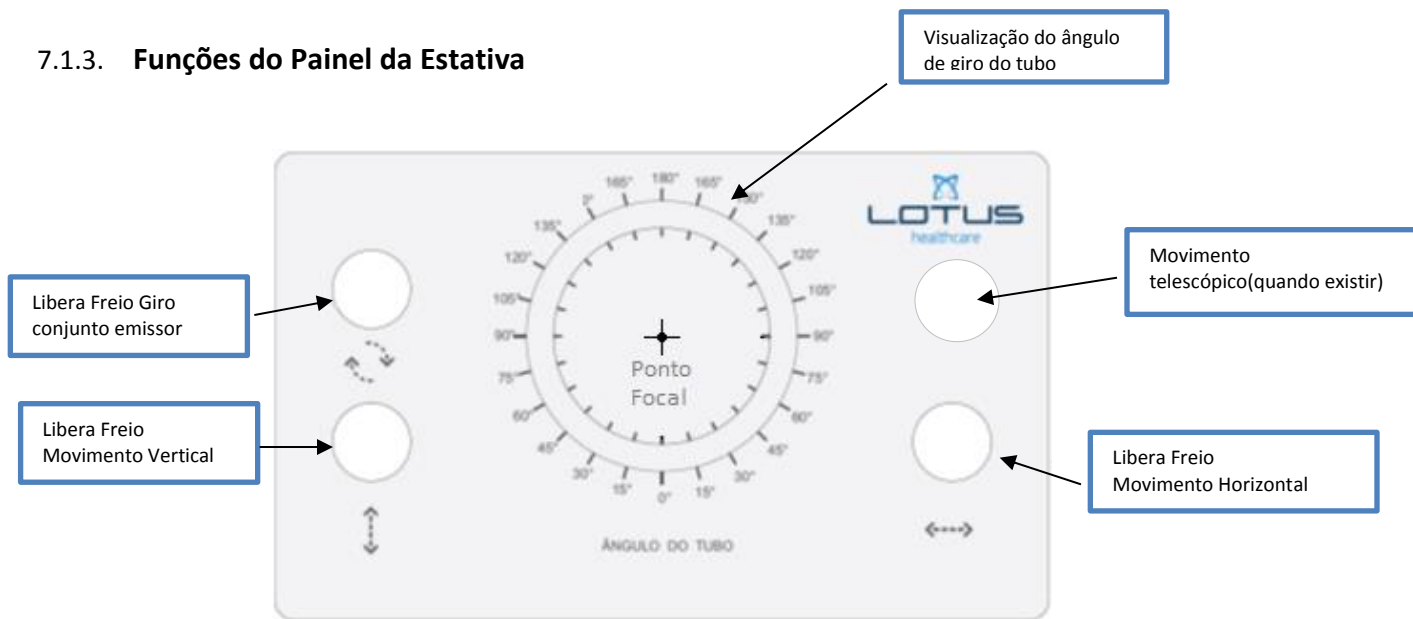 7.1.3. Funções do Painel da Estativa
Visualização do ângulo
de giro do tubo
LOTUS
healthcare
Movimento
telescópico(quando existir)
Libera Freio Giro
conjunto emissor
Libera Freio
Movimento Vertical
Libera Freio
Movimento Horizontal
165° 180° 165°
2°
135° 135°
120° 120°
105° 105°
90° 90°
75° 75°
60° 60°
45° 45°
30° 30°
15° 0° 15°
Ponto
Focal
ÂNGULO DO TUBO